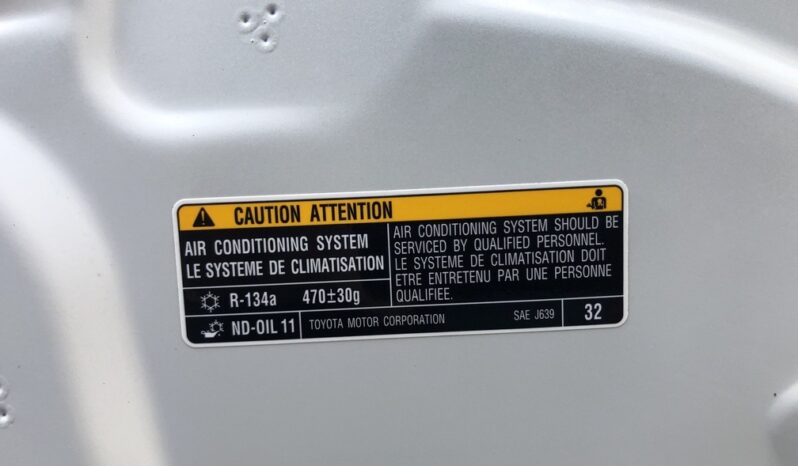 CAUTION ATTENTION
AIR CONDITIONING SYSTEM
LE SYSTEME DE CLIMATISATION
AIR CONDITIONING SYSTEM SHOULD BE
SERVICED BY QUALIFIED PERSONNEL.
LE SYSTEME DE CLIMATISATION DOIT
ETRE ENTRETENU PAR UNE PERSONNE
QUALIFIEE.
R-134a 470±30g
ND-OIL 11 TOYOTA MOTOR CORPORATION SAE J639 32